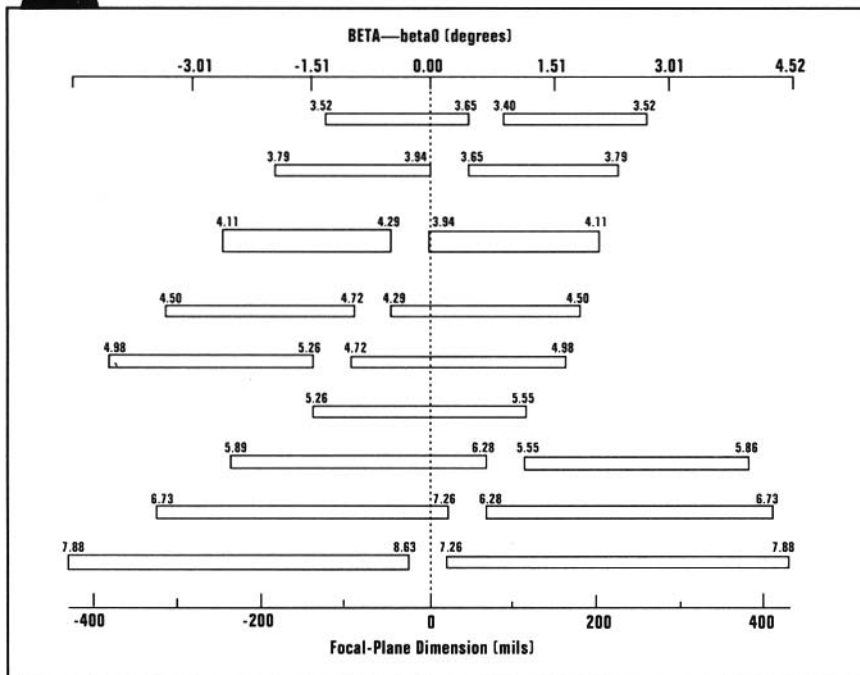 BETA—beta0 (degrees)
-3.01 -1.51 0.00 1.51 3.01 4.52
3.52 3.65 3.40 3.52
3.79 3.94 3.65 3.79
4.11 4.29 3.94 4.11
4.50 4.72 4.29 4.50
4.98 5.26 4.72 4.98
5.26 5.55
5.89 6.28 5.55 5.86
6.73 7.26 6.28 6.73
7.88 8.63 7.26 7.88
-400 -200 0 200 400
Focal-Plane Dimension (mils)